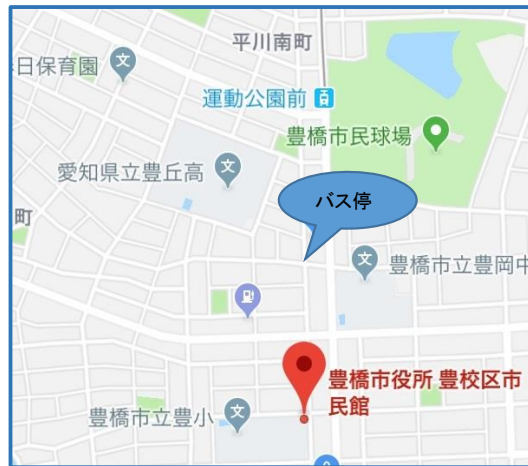 平川南町
日保育園
運動公園前
豊橋市民球場
愛知県立豊丘高
バス停
町
豊橋市立豊岡中
豊橋市役所 豊校区市
民館
豊橋市立豊小